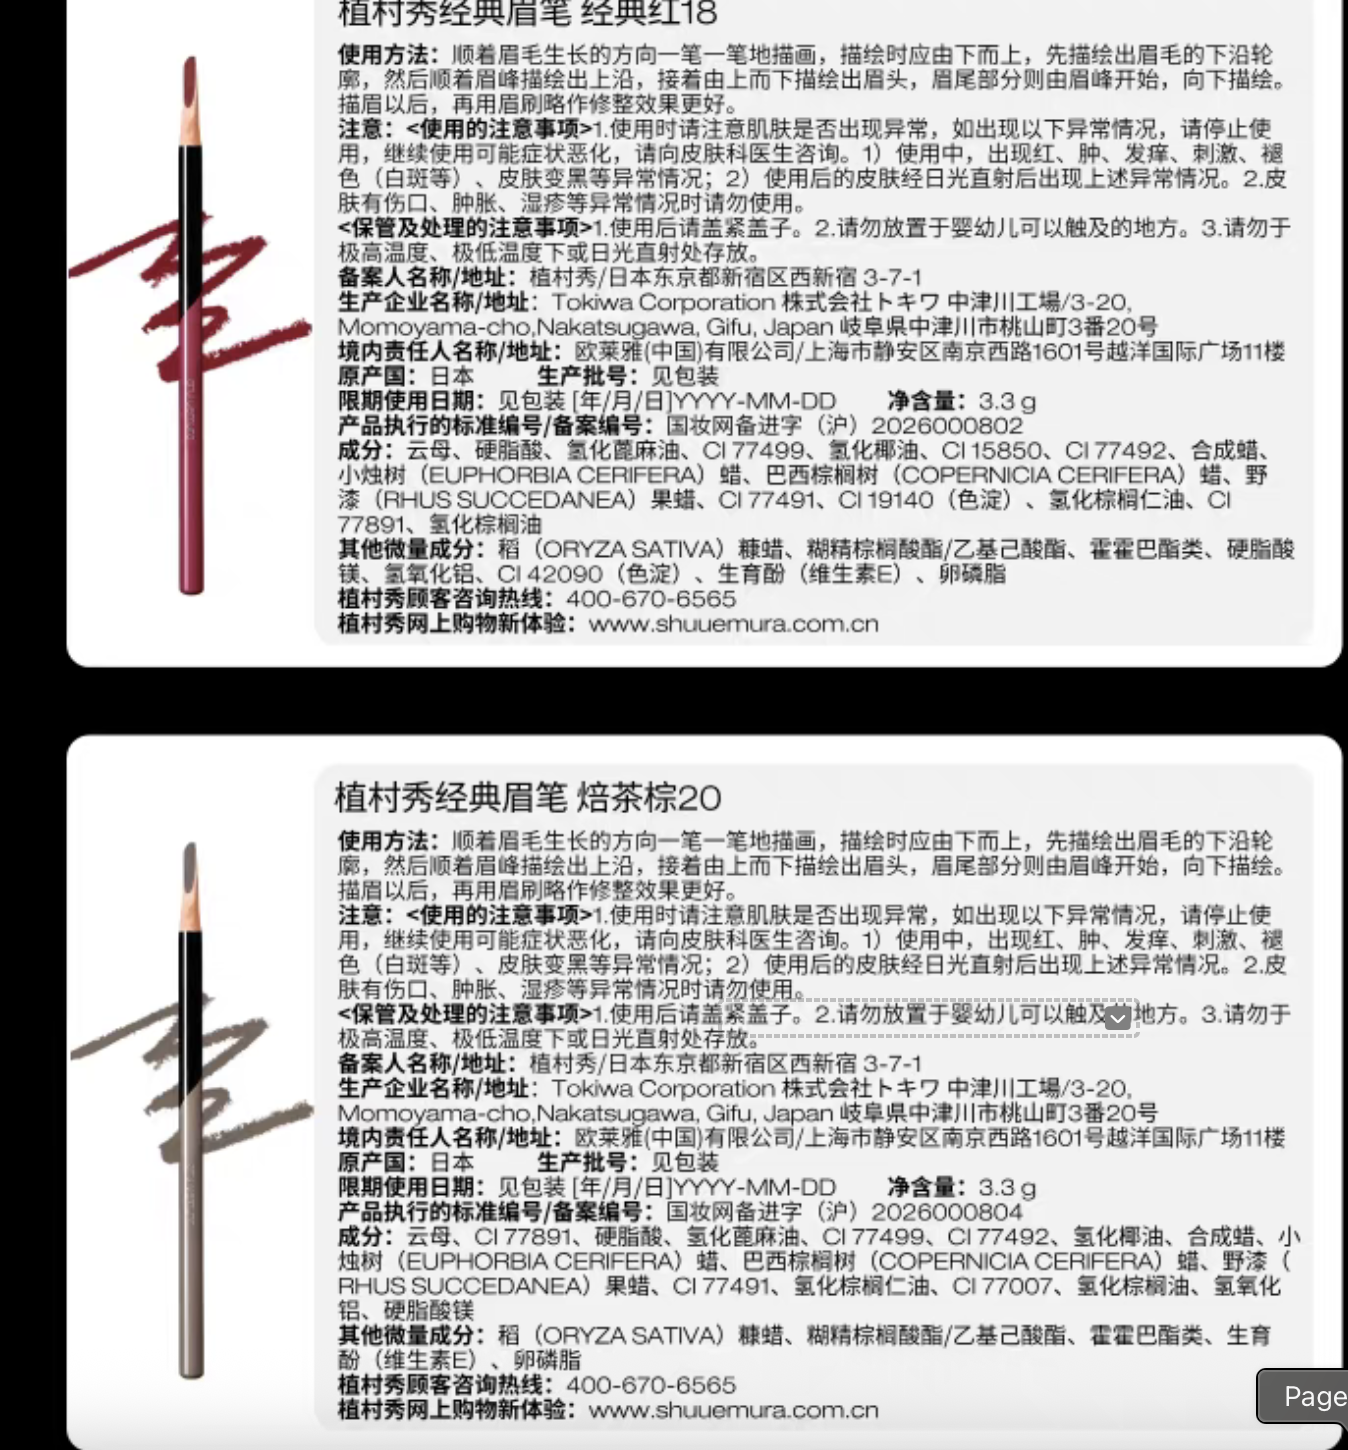 植村秀经典眉笔 经典红18
使用方法：顺着眉毛生长的方向一笔一笔地描画，描绘时应由下而上，先描绘出眉毛的下沿轮
廓，然后顺着眉峰描绘出上沿，接着由上而下描绘出眉头，眉尾部分则由眉峰开始，向下描绘。
描眉以后，再用眉刷略作修整效果更好。
注意：<使用的注意事项>1.使用时请注意肌肤是否出现异常，如出现以下异常情况，请停止使
用，继续使用可能症状恶化，请向皮肤科医生咨询。1）使用中，出现红、肿、发痒、刺激、褪
色（白斑等）、皮肤变黑等异常情况；2）使用后的皮肤经日光直射后出现上述异常情况。2.皮
肤有伤口、肿胀、湿疹等异常情况时请勿使用。
<保管及处理的注意事项>1.使用后请盖紧盖子。2.请勿放置于婴幼儿可以触及的地方。3.请勿于
极高温度、极低温度下或日光直射处存放。
备案人名称/地址：植村秀/日本东京都新宿区西新宿 3-7-1
生产企业名称/地址：Tokiwa Corporation 株式会社トキワ 中津川工場/3-20,
Momoyama-cho,Nakatsugawa, Gifu, Japan 岐阜県中津川市桃山町3番20号
境内责任人名称/地址：欧莱雅(中国)有限公司/上海市静安区南京西路1601号越洋国际广场11楼
原产国：日本 生产批号：见包装
限期使用日期：见包装 [年/月/日]YYYY-MM-DD 净含量：3.3 g
产品执行的标准编号/备案编号：国妆网备进字（沪）2026000802
成分：云母、硬脂酸、氢化蓖麻油、CI 77499、氢化椰油、CI 15850、CI 77492、合成蜡、
小烛树（EUPHORBIA CERIFERA）蜡、巴西棕榈树（COPERNICIA CERIFERA）蜡、野
漆（RHUS SUCCEDANEA）果蜡、CI 77491、CI 19140（色淀）、氢化棕榈仁油、CI
77891、氢化棕榈油
其他微量成分：稻（ORYZA SATIVA）糠蜡、糊精棕榈酸酯/乙基己酸酯、霍霍巴酯类、硬脂酸
镁、氢氧化铝、CI 42090（色淀）、生育酚（维生素E）、卵磷脂
植村秀顾客咨询热线：400-670-6565
植村秀网上购物新体验：www.shuuemura.com.cn
植村秀经典眉笔 焙茶棕20
使用方法：顺着眉毛生长的方向一笔一笔地描画，描绘时应由下而上，先描绘出眉毛的下沿轮
廓，然后顺着眉峰描绘出上沿，接着由上而下描绘出眉头，眉尾部分则由眉峰开始，向下描绘。
描眉以后，再用眉刷略作修整效果更好。
注意：<使用的注意事项>1.使用时请注意肌肤是否出现异常，如出现以下异常情况，请停止使
用，继续使用可能症状恶化，请向皮肤科医生咨询。1）使用中，出现红、肿、发痒、刺激、褪
色（白斑等）、皮肤变黑等异常情况；2）使用后的皮肤经日光直射后出现上述异常情况。2.皮
肤有伤口、肿胀、湿疹等异常情况时请勿使用。
<保管及处理的注意事项>1.使用后请盖紧盖子。2.请勿放置于婴幼儿可以触及地方。3.请勿于
极高温度、极低温度下或日光直射处存放。
备案人名称/地址：植村秀/日本东京都新宿区西新宿 3-7-1
生产企业名称/地址：Tokiwa Corporation 株式会社トキワ 中津川工場/3-20,
Momoyama-cho,Nakatsugawa, Gifu, Japan 岐阜県中津川市桃山町3番20号
境内责任人名称/地址：欧莱雅(中国)有限公司/上海市静安区南京西路1601号越洋国际广场11楼
原产国：日本 生产批号：见包装
限期使用日期：见包装 [年/月/日]YYYY-MM-DD 净含量：3.3 g
产品执行的标准编号/备案编号：国妆网备进字（沪）2026000804
成分：云母、CI 77891、硬脂酸、氢化蓖麻油、CI 77499、CI 77492、氢化椰油、合成蜡、小
烛树（EUPHORBIA CERIFERA）蜡、巴西棕榈树（COPERNICIA CERIFERA）蜡、野漆（
RHUS SUCCEDANEA）果蜡、CI 77491、氢化棕榈仁油、CI 77007、氢化棕榈油、氢氧化
铝、硬脂酸镁
其他微量成分：稻（ORYZA SATIVA）糠蜡、糊精棕榈酸酯/乙基己酸酯、霍霍巴酯类、生育
酚（维生素E）、卵磷脂
植村秀顾客咨询热线：400-670-6565
植村秀网上购物新体验：www.shuuemura.com.cn
Page